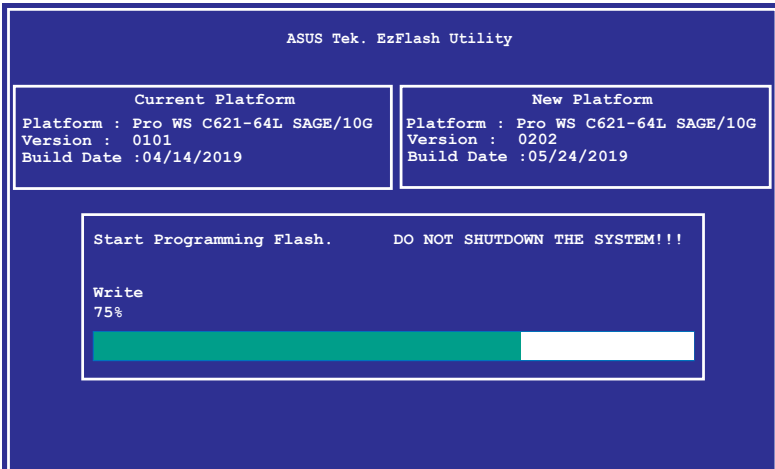 ASUS Tek. EzFlash Utility
Current Platform
Platform : Pro WS C621-64L SAGE/10G
Version : 0101
Build Date :04/14/2019
New Platform
Platform : Pro WS C621-64L SAGE/10G
Version : 0202
Build Date :05/24/2019
Start Programming Flash. DO NOT SHUTDOWN THE SYSTEM!!!
Write
75%